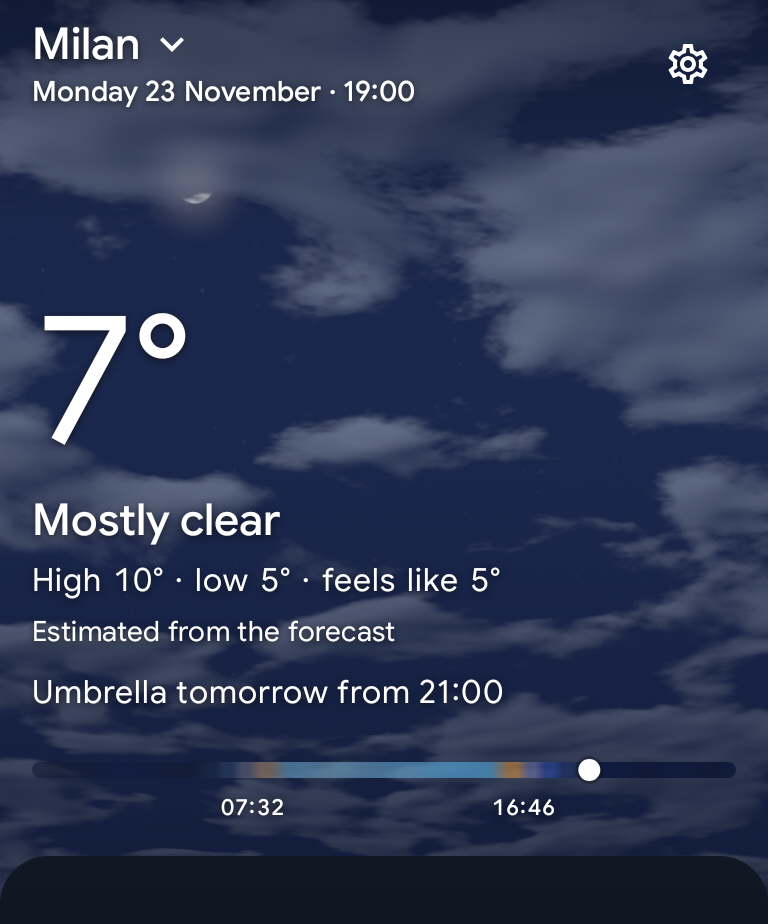 Milan
Monday 23 November · 19:00
7°
Mostly clear
High 10° · low 5° · feels like 5°
Estimated from the forecast
Umbrella tomorrow from 21:00
07:32 16:46